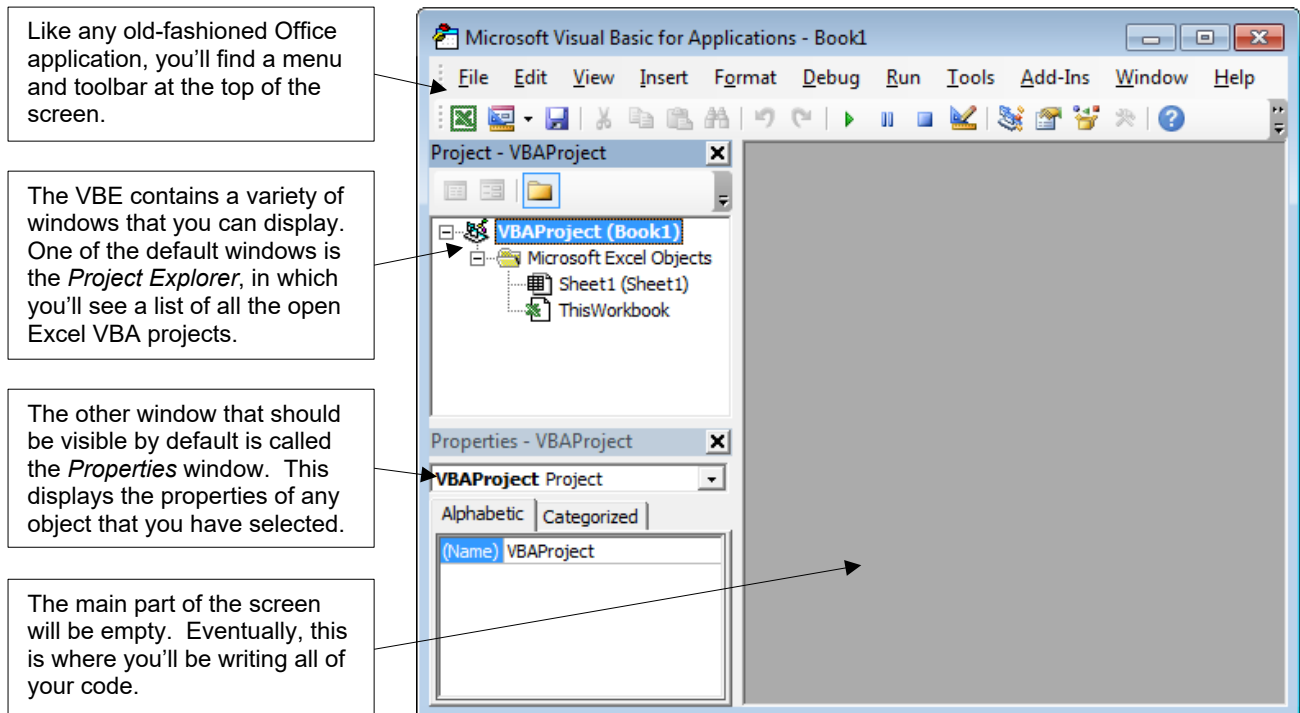 Like any old-fashioned Office
application, you'll find a menu
and toolbar at the top of the
screen.
The VBE contains a variety of
windows that you can display.
One of the default windows is
the Project Explorer, in which
you'll see a list of all the open
Excel VBA projects.
The other window that should
be visible by default is called
the Properties window.  This
displays the properties of any
object that you have selected.
The main part of the screen
will be empty.  Eventually, this
is where you'll be writing all of
your code.
Microsoft Visual Basic for Applications - Book1
File Edit View Insert Format Debug Run Tools Add-Ins Window Help
Project - VBAProject
VBAProject (Book1)
Microsoft Excel Objects
Sheet1 (Sheet1)
ThisWorkbook
Properties - VBAProject
VBAProject Project
Alphabetic Categorized
(Name) VBAProject